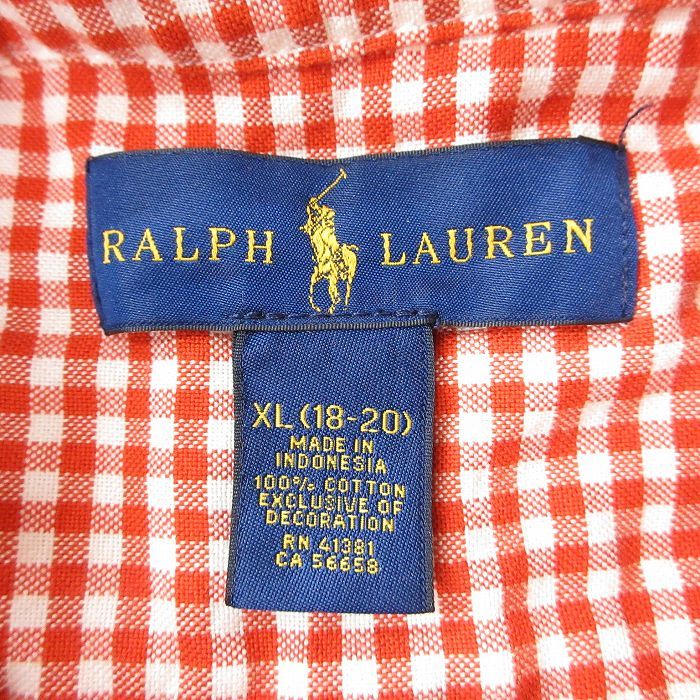 RALPH LAUREN
XL (18-20)
MADE IN
INDONESIA
100% COTTON
EXCLUSIVE OF
DECORATION
RN 41381
CA 56658